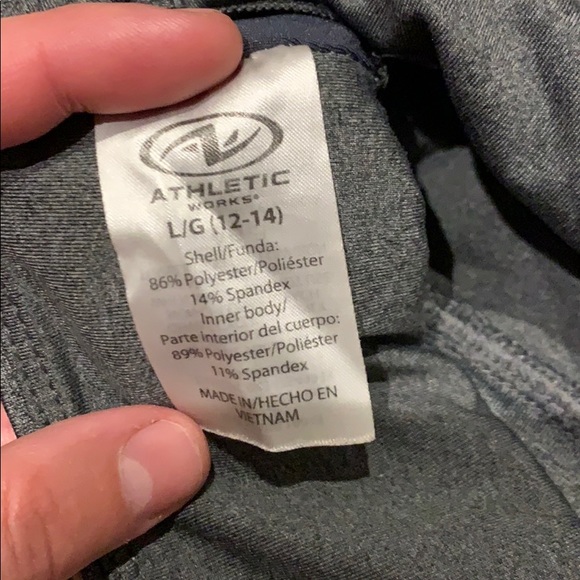 ATHLETIC
WORKS®
L/G (12-14)
Shell/Funda:
86% Polyester/Poliéster
14% Spandex
Inner body/
Parte interior del cuerpo:
89% Polyester/Poliéster
11% Spandex
MADE IN/HECHO EN
VIETNAM